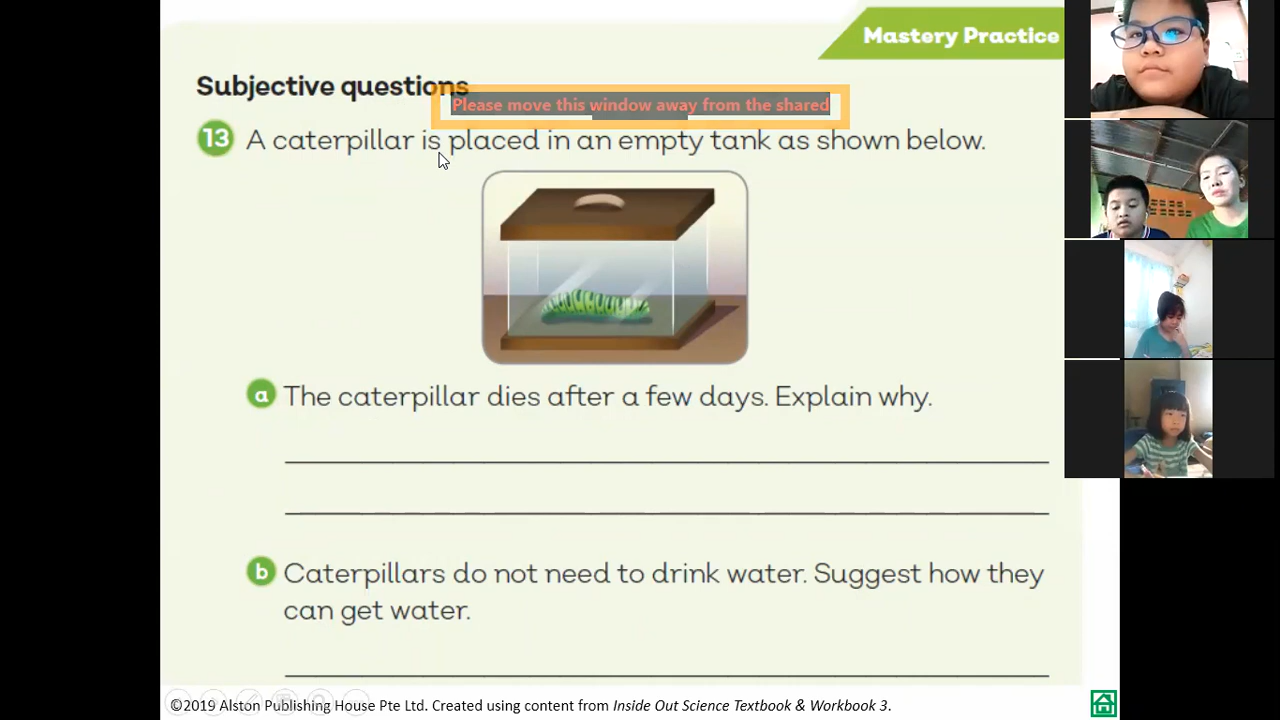 Mastery Practice
Subjective questions
Please move this window away from the shared
13 A caterpillar is placed in an empty tank as shown below.
a The caterpillar dies after a few days. Explain why.
b Caterpillars do not need to drink water. Suggest how they
can get water.
©2019 Alston Publishing House Pte Ltd. Created using content from Inside Out Science Textbook & Workbook 3.